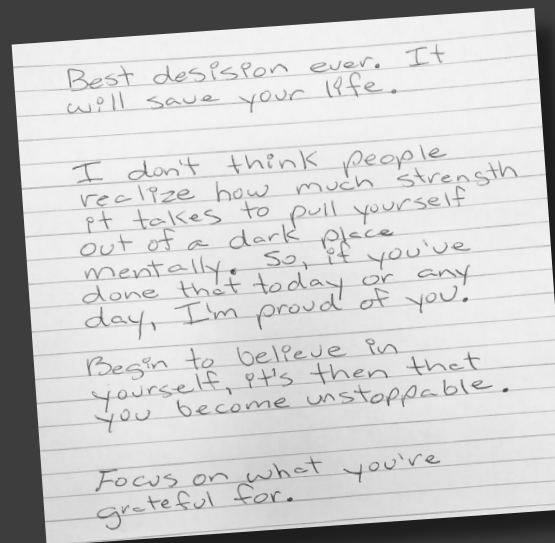 Best desision ever. It
will save your life.
I don't think people
realize how much strength
it takes to pull yourself
out of a dark place
mentally. So, if you've
done that today or any
day, I'm proud of you.
Begin to believe in
yourself, it's then that
you become unstoppable.
Focus on what you're
grateful for.